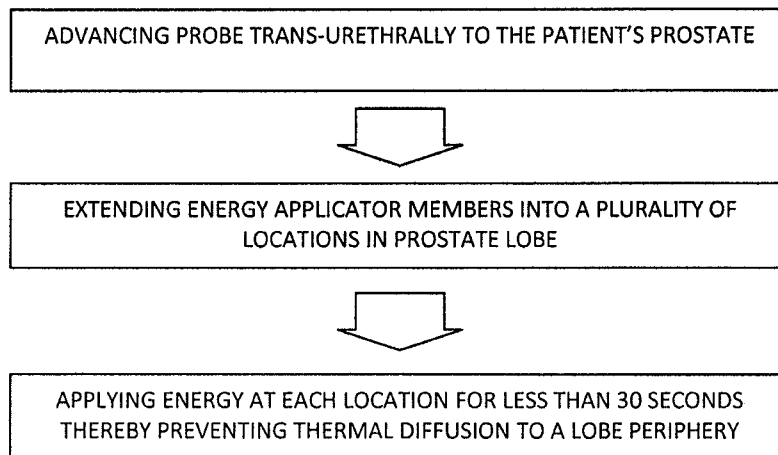 ADVANCING PROBE TRANS-URETHRALLY TO THE PATIENT'S PROSTATE
EXTENDING ENERGY APPLICATOR MEMBERS INTO A PLURALITY OF
LOCATIONS IN PROSTATE LOBE
APPLYING ENERGY AT EACH LOCATION FOR LESS THAN 30 SECONDS
THEREBY PREVENTING THERMAL DIFFUSION TO A LOBE PERIPHERY